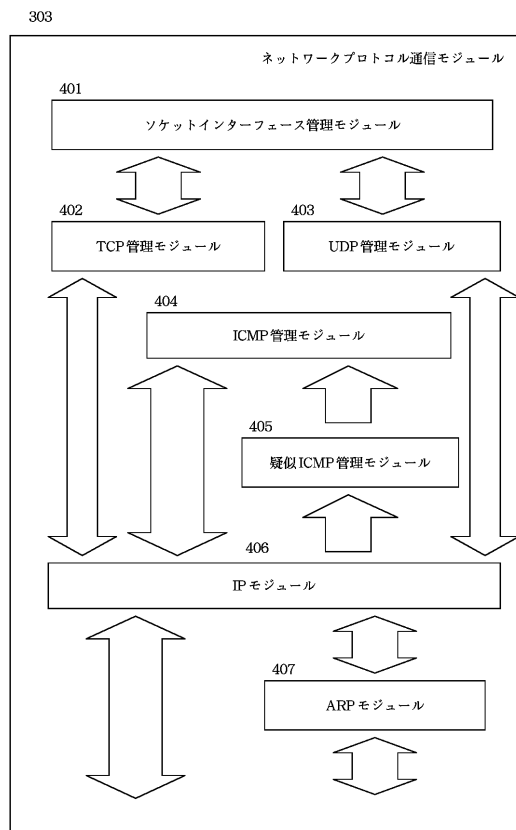 303
ネットワークプロトコル通信モジュール
401
ソケットインターフェース管理モジュール
402
403
TCP管理モジュール
UDP管理モジュール
404
ICMP管理モジュール
405
疑似ICMP管理モジュール
406
IPモジュール
407
ARPモジュール